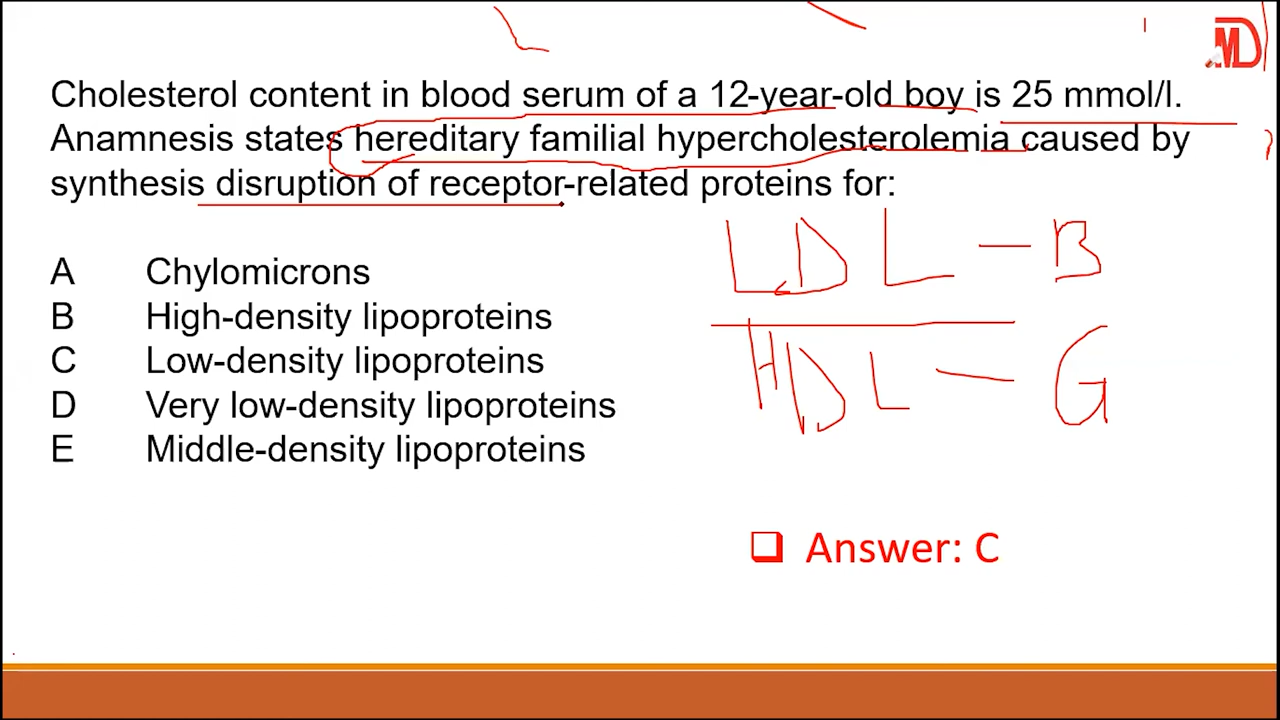 MD
Cholesterol content in blood serum of a 12-year-old boy is 25 mmol/l.
Anamnesis states hereditary familial hypercholesterolemia caused by
synthesis disruption of receptor-related proteins for:
LDL - B
A Chylomicrons
B High-density lipoproteins
C Low-density lipoproteins
HDL - G
D Very low-density lipoproteins
E Middle-density lipoproteins
Answer: C